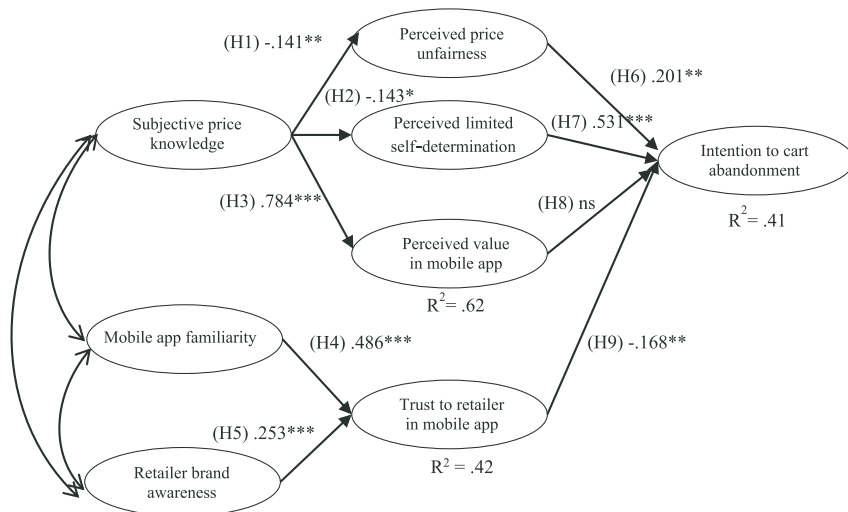 Perceived price
unfairness
(H1) -.141**
(H6) .201**
(H2) -.143*
Subjective price
knowledge
Perceived limited
self-determination
(H7) .531***
Intention to cart
abandonment
R² = .41
(H3) .784***
(H8) ns
Perceived value
in mobile app
R² = .62
Mobile app familiarity
(H4) .486***
(H9) -.168**
Trust to retailer
in mobile app
R² = .42
(H5) .253***
Retailer brand
awareness